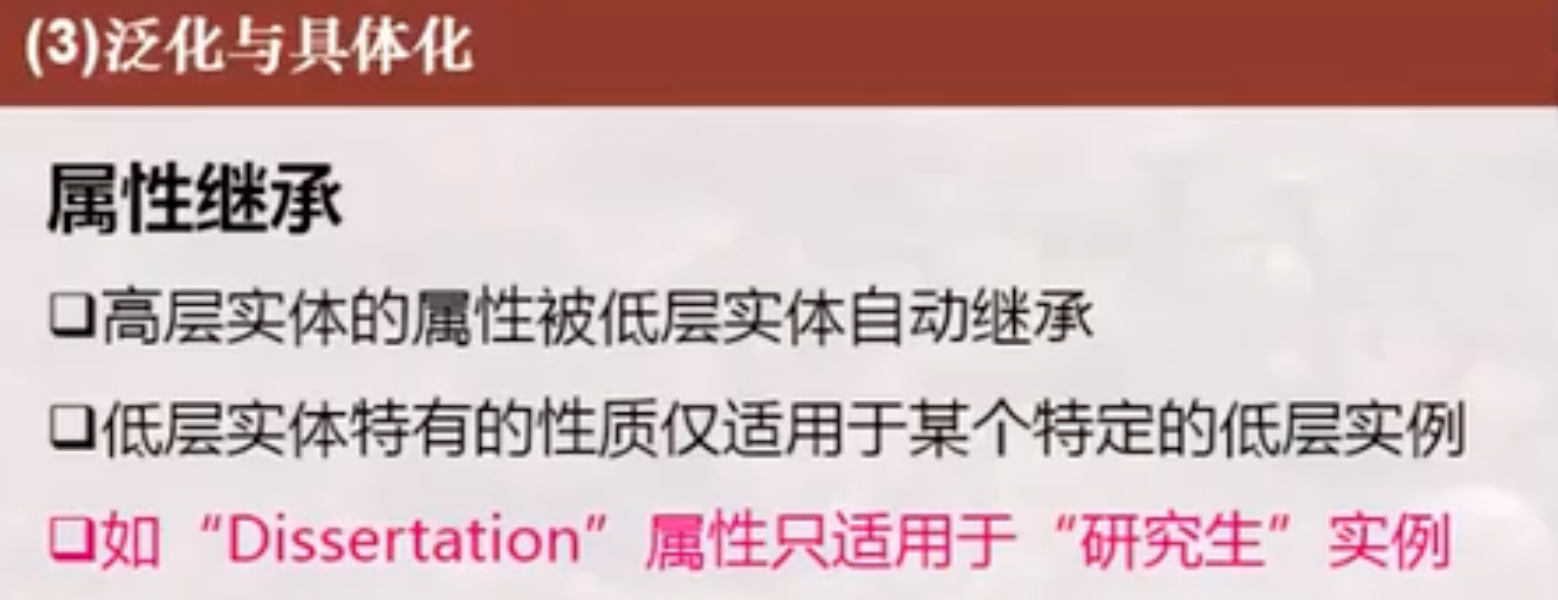 (3)泛化与具体化
属性继承
❑高层实体的属性被低层实体自动继承
❑低层实体特有的性质仅适用于某个特定的低层实例
❑如“Dissertation”属性只适用于“研究生”实例